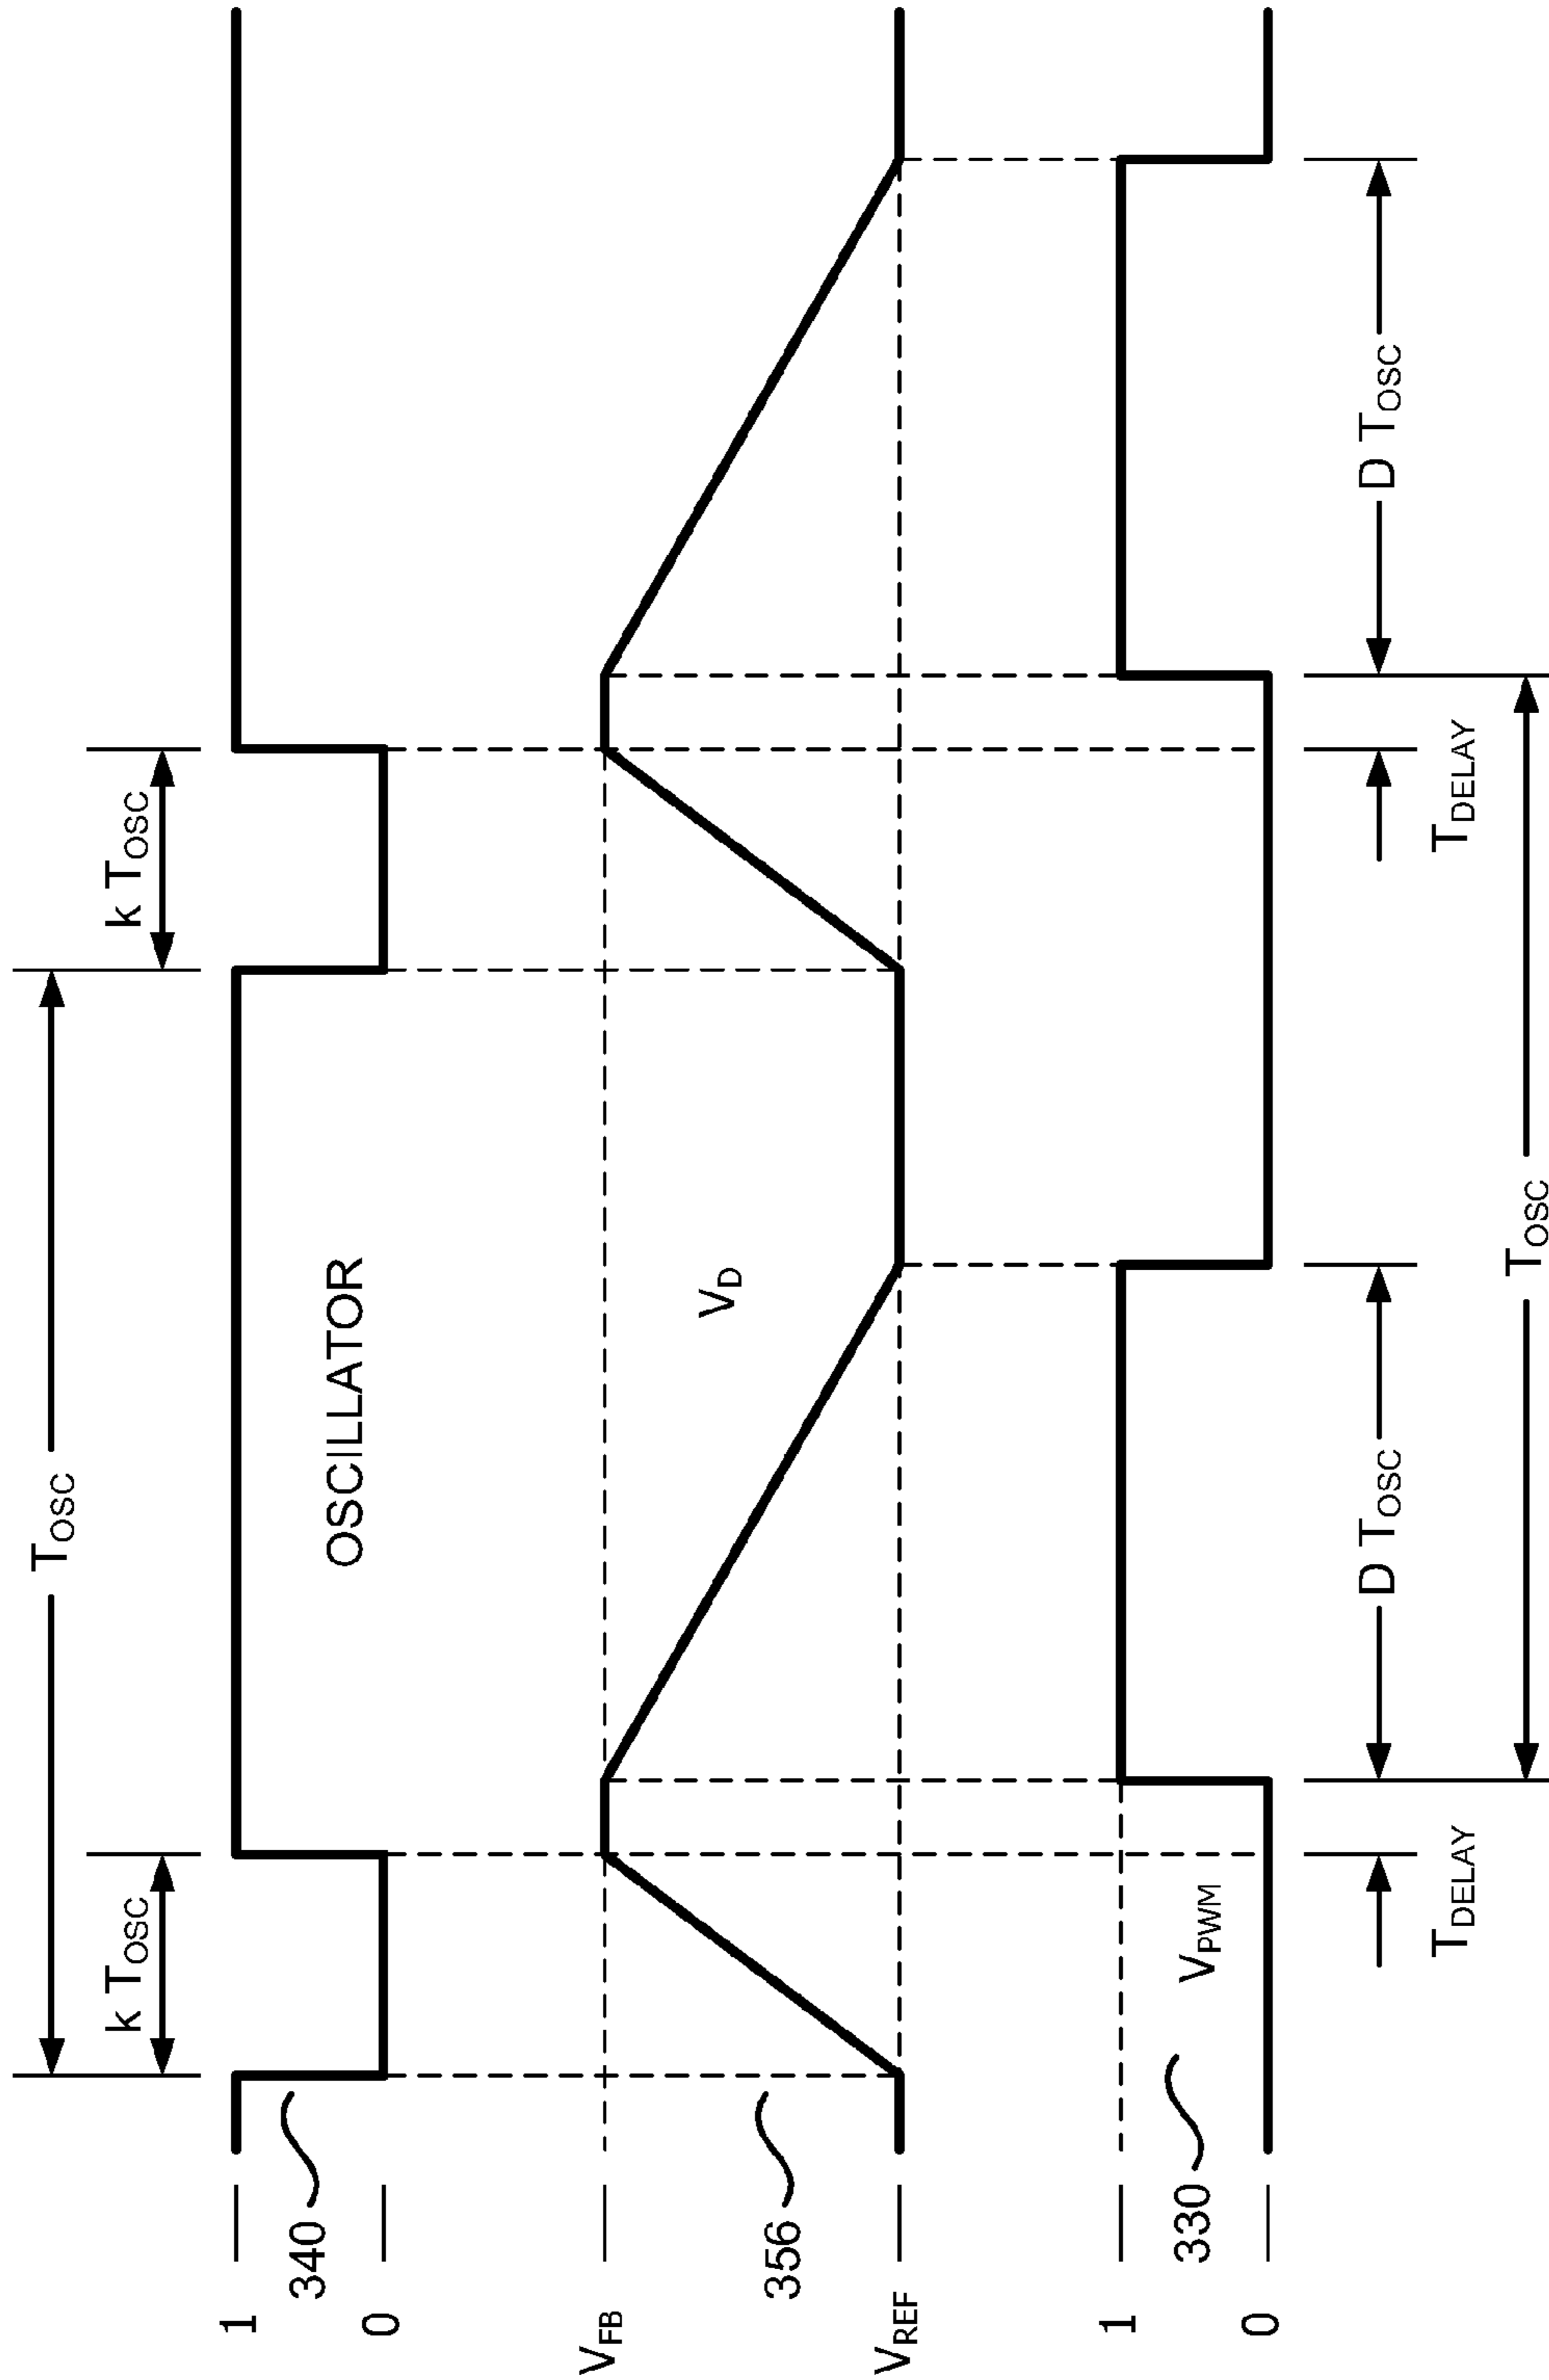 T_OSC
k T_OSC
k T_OSC
1
340
0
OSCILLATOR
V_FB
356
V_REF
V_D
1
330
0
V_PWM
T_DELAY
D T_OSC
T_DELAY
D T_OSC
T_OSC